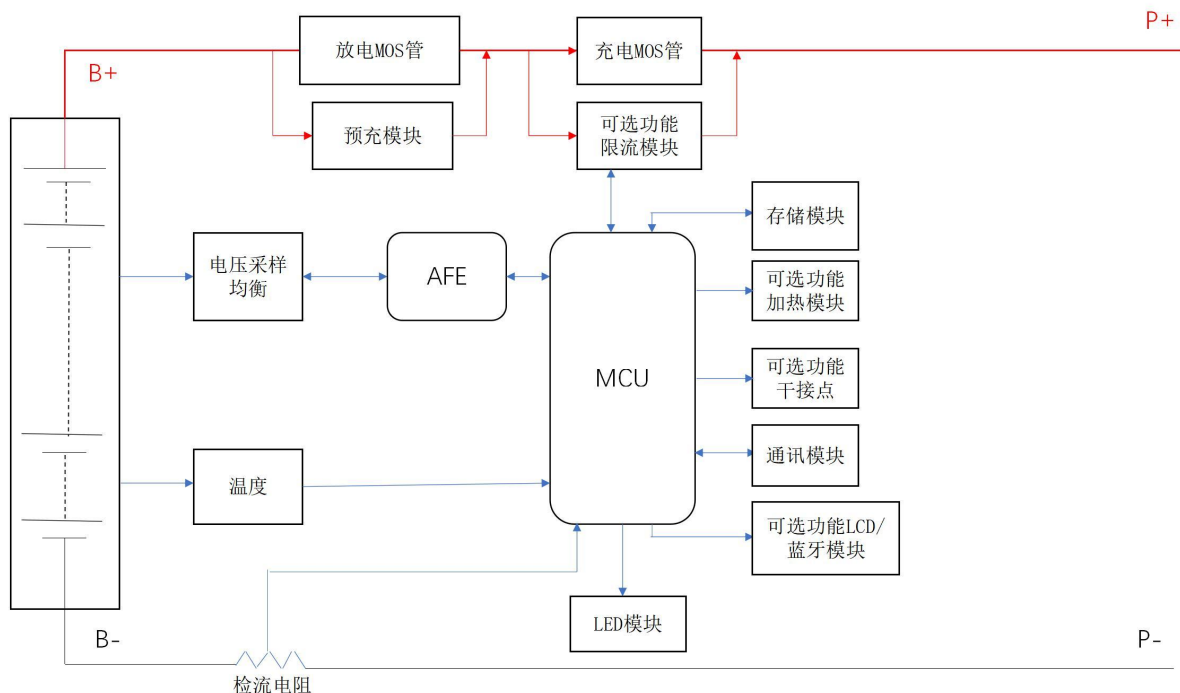 P+
放电MOS管
充电MOS管
B+
预充模块
可选功能
限流模块
存储模块
电压采样
均衡
AFE
可选功能
加热模块
MCU
可选功能
干接点
通讯模块
温度
可选功能LCD/
蓝牙模块
LED模块
B-
P-
检流电阻